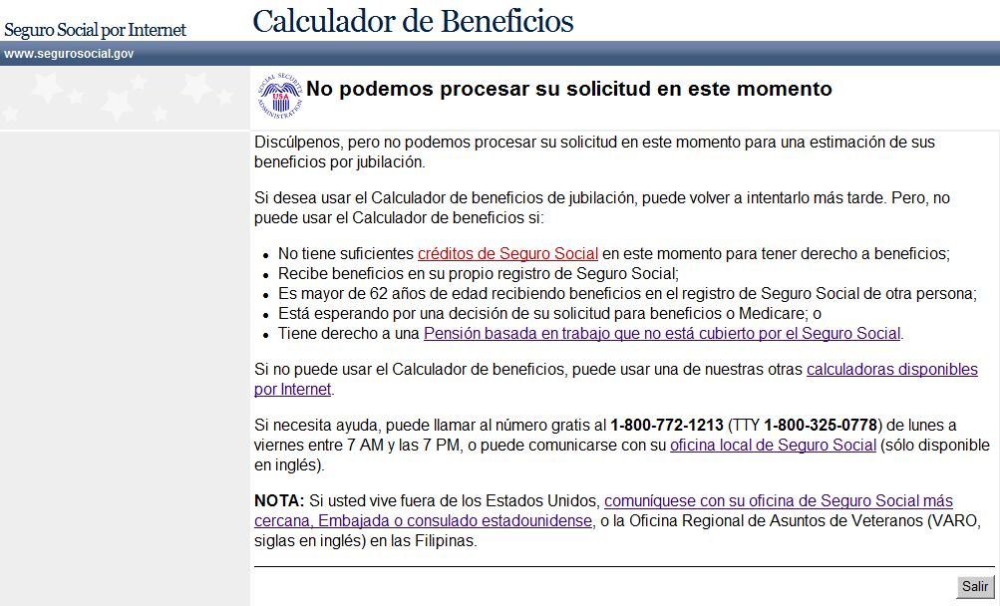 Seguro Social por Internet
Calculador de Beneficios
www.segurosocial.gov
SOCIAL SECURITY ADMINISTRATION
USA
No podemos procesar su solicitud en este momento
Discúlpenos, pero no podemos procesar su solicitud en este momento para una estimación de sus
beneficios por jubilación.
Si desea usar el Calculador de beneficios de jubilación, puede volver a intentarlo más tarde. Pero, no
puede usar el Calculador de beneficios si:
• No tiene suficientes créditos de Seguro Social en este momento para tener derecho a beneficios;
• Recibe beneficios en su propio registro de Seguro Social;
• Es mayor de 62 años de edad recibiendo beneficios en el registro de Seguro Social de otra persona;
• Está esperando por una decisión de su solicitud para beneficios o Medicare; o
• Tiene derecho a una Pensión basada en trabajo que no está cubierto por el Seguro Social.
Si no puede usar el Calculador de beneficios, puede usar una de nuestras otras calculadoras disponibles
por Internet.
Si necesita ayuda, puede llamar al número gratis al 1-800-772-1213 (TTY 1-800-325-0778) de lunes a
viernes entre 7 AM y las 7 PM, o puede comunicarse con su oficina local de Seguro Social (sólo disponible
en inglés).
NOTA: Si usted vive fuera de los Estados Unidos, comuníquese con su oficina de Seguro Social más
cercana, Embajada o consulado estadounidense, o la Oficina Regional de Asuntos de Veteranos (VARO,
siglas en inglés) en las Filipinas.
Salir